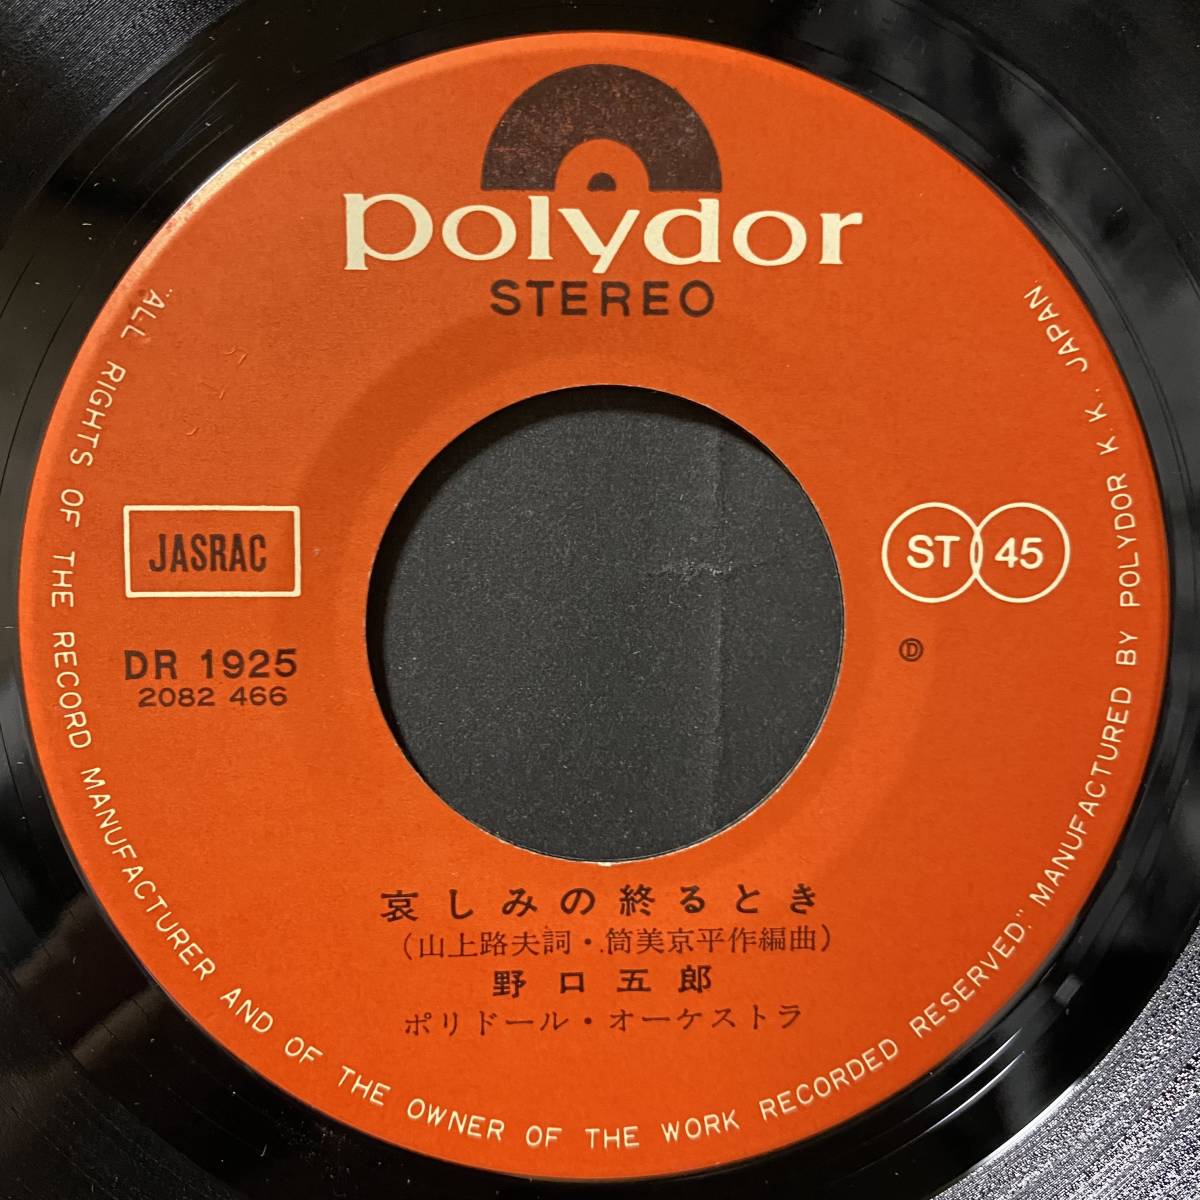 polydor
STEREO
JASRAC
ST 45
DR 1925
2082 466
Ⓓ
哀しみの終るとき
(山上路夫詞・筒美京平作編曲)
野口五郎
ポリドール・オーケストラ
"ALL RIGHTS OF THE RECORD MANUFACTURER AND OF THE OWNER OF THE WORK RECORDED RESERVED." MANUFACTURED BY POLYDOR K. K., JAPAN